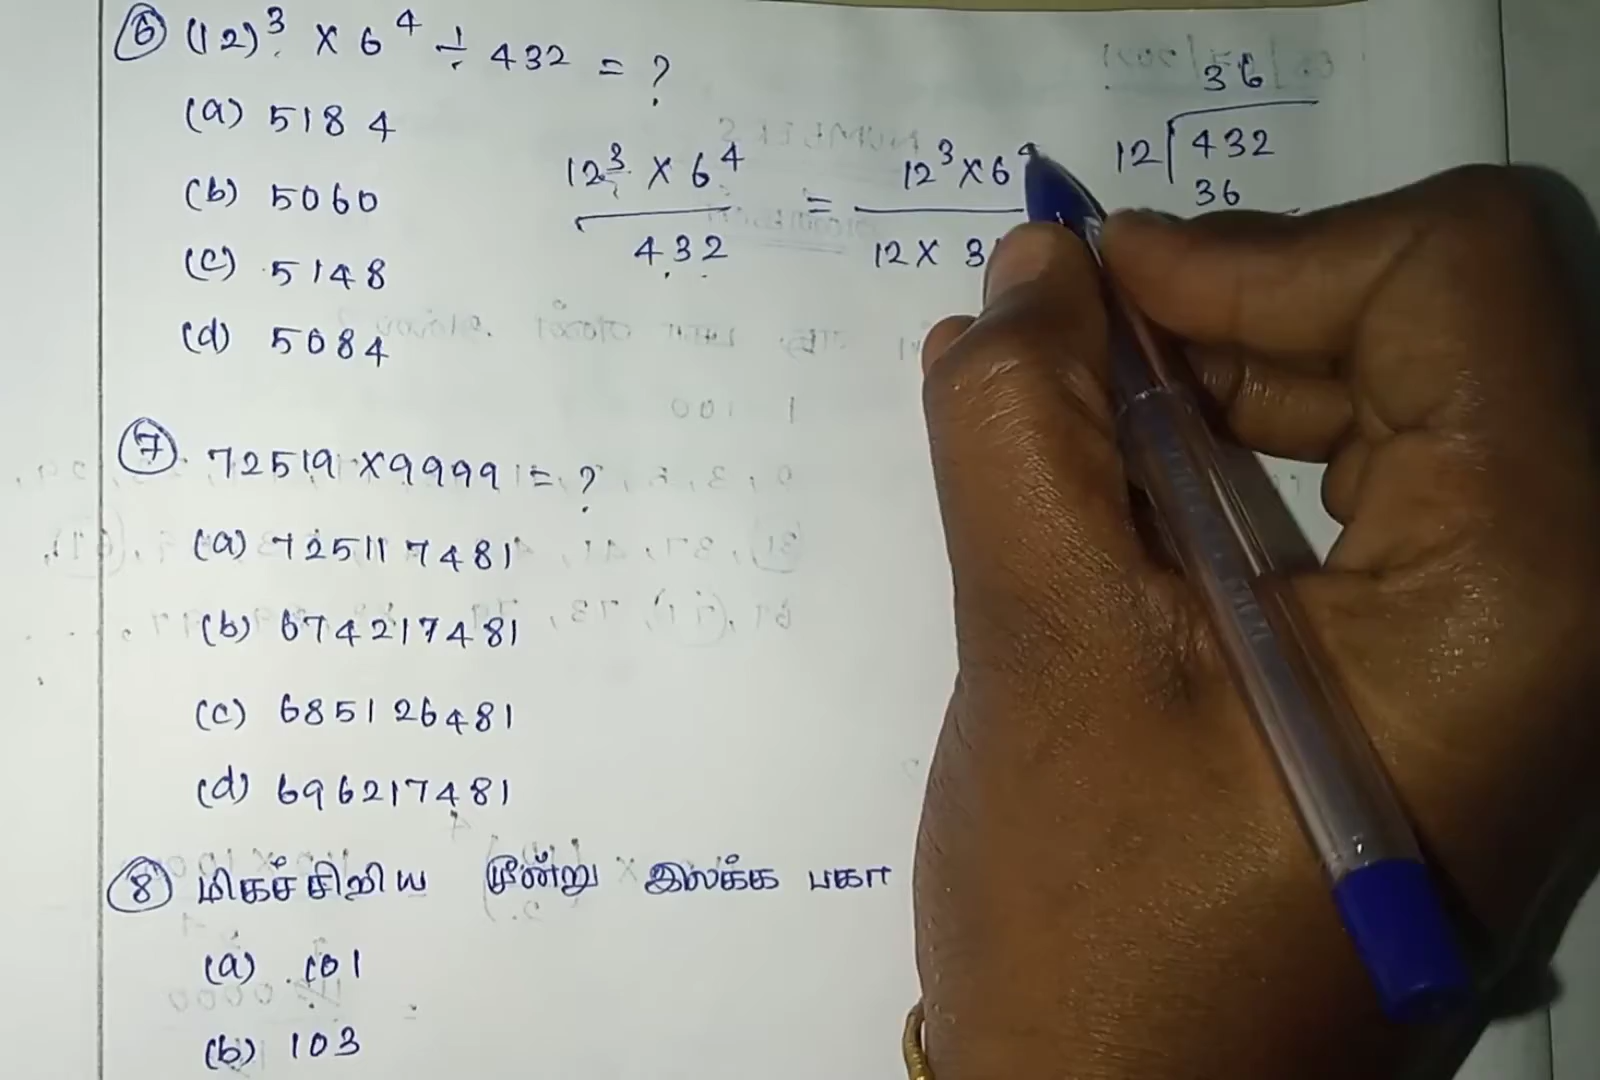 6 (12)³ × 6⁴ ÷ 432 = ?
(a) 5184
(b) 5060
(c) 5148
(d) 5084
12³ × 6⁴
432
=
12³ × 6⁴
12 × 3
36
12 432
36
7. 72519 × 9999 = ?
(a) 725117481
(b) 674217481
(c) 685126481
(d) 696217481
8 மிகச்சிறிய மூன்று இலக்க பகா
(a) 101
(b) 103